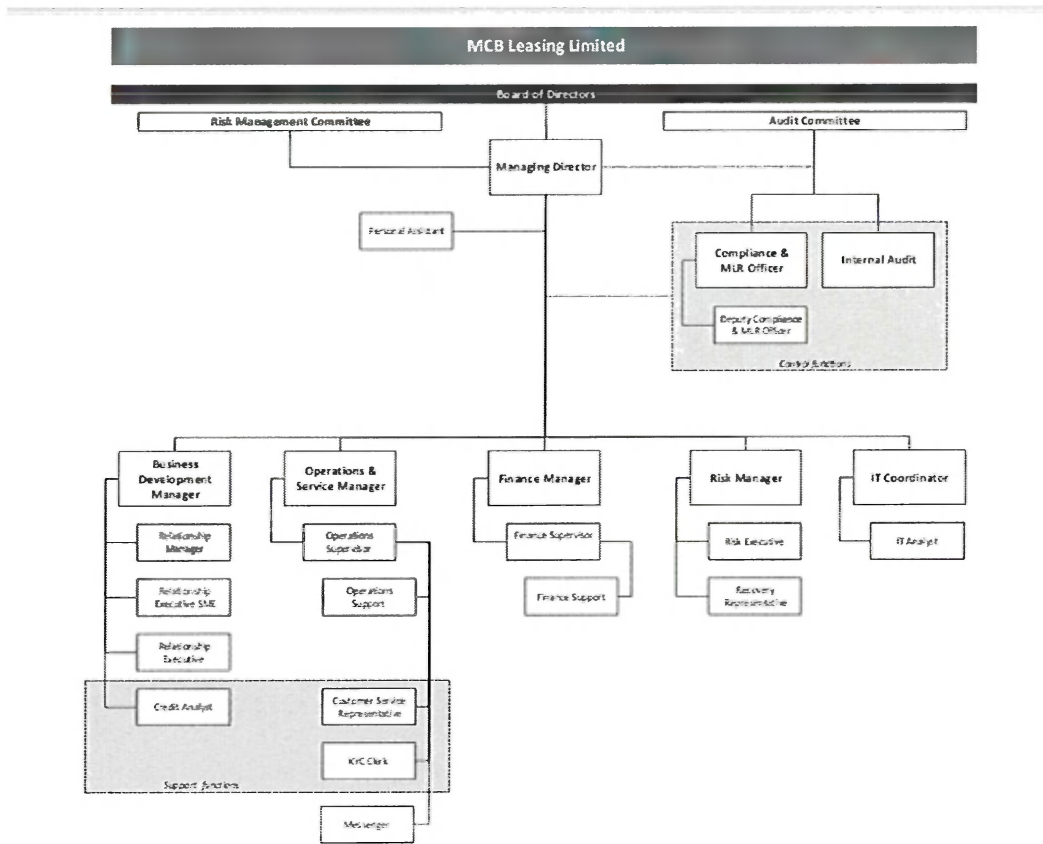 MCB Leasing Limited
Board of Directors
Risk Management Committee
Audit Committee
Managing Director
Personal Assistant
Compliance &
MLR Officer
Internal Audit
Deputy Compliance
& MLR Officer
Control functions
Business
Development
Manager
Operations &
Service Manager
Finance Manager
Risk Manager
IT Coordinator
Relationship
Manager
Operations
Supervisor
Finance Supervisor
Risk Executive
IT Analyst
Relationship
Executive SME
Operations
Support
Finance Support
Recovery
Representative
Relationship
Executive
Credit Analyst
Customer Service
Representative
KYC Clerk
Support functions
Messenger